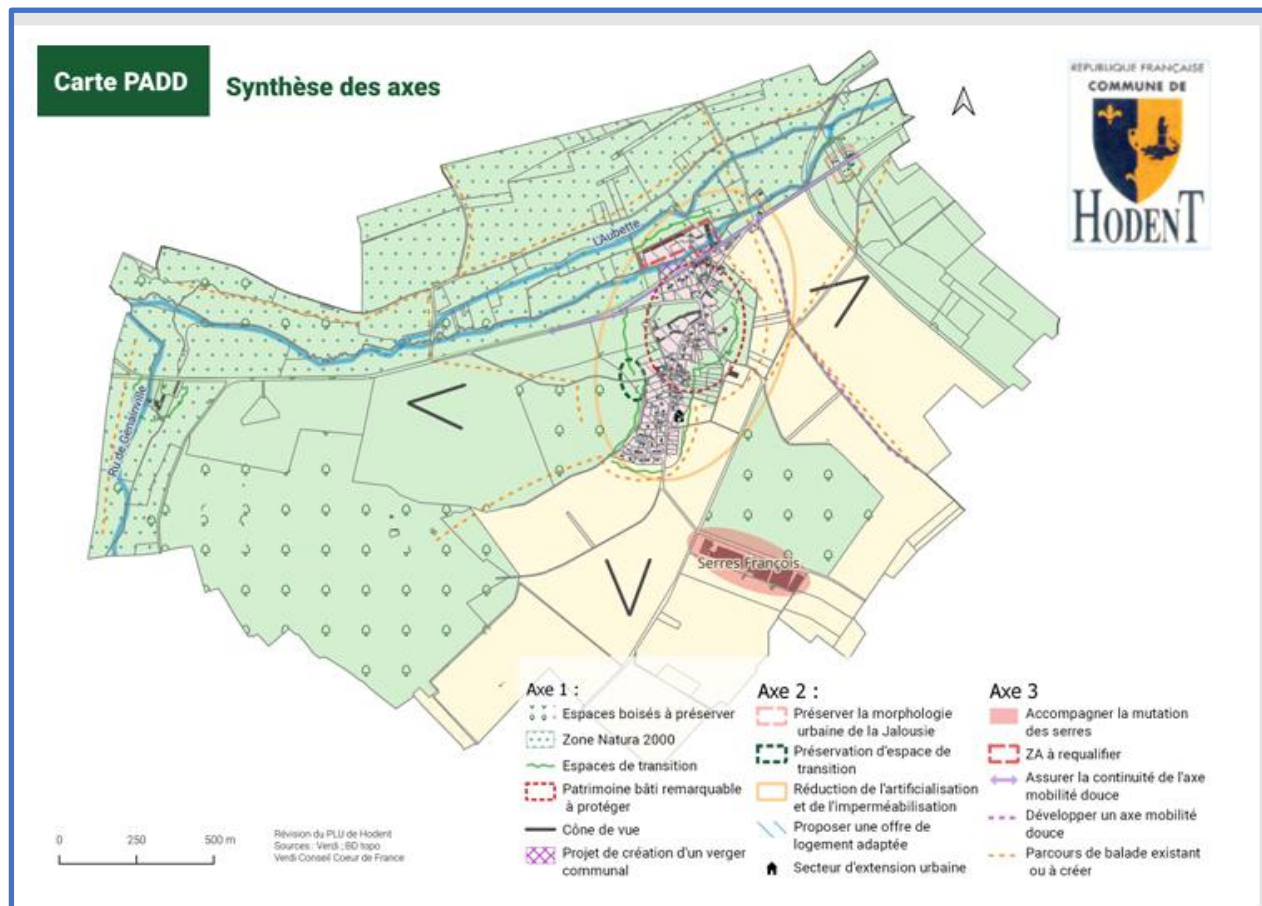 Carte PADD
Synthèse des axes
RÉPUBLIQUE FRANÇAISE
COMMUNE DE
HODENT
L'Aubette
Ru de Genainville
Serres François
Axe 1 :
Espaces boisés à préserver
Zone Natura 2000
Espaces de transition
Patrimoine bâti remarquable
à protéger
Cône de vue
Projet de création d'un verger
communal
Axe 2 :
Préserver la morphologie
urbaine de la Jalousie
Préservation d'espace de
transition
Réduction de l'artificialisation
et de l'imperméabilisation
Proposer une offre de
logement adaptée
Secteur d'extension urbaine
Axe 3
Accompagner la mutation
des serres
ZA à requalifier
Assurer la continuité de l'axe
mobilité douce
Développer un axe mobilité
douce
Parcours de balade existant
ou à créer
0 250 500 m
Révision du PLU de Hodent
Sources : Verdi ; BD topo
Verdi Conseil Coeur de France